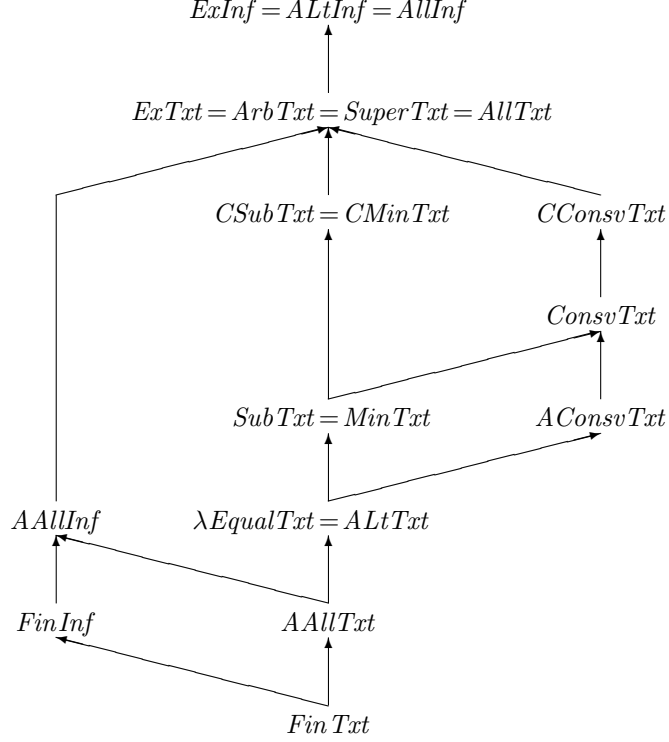 ExInf = ALtInf = AllInf
ExTxt = ArbTxt = SuperTxt = AllTxt
CSubTxt = CMinTxt CConsvTxt
ConsvTxt
SubTxt = MinTxt AConsvTxt
AAllInf λEqualTxt = ALtTxt
FinInf AAllTxt
FinTxt